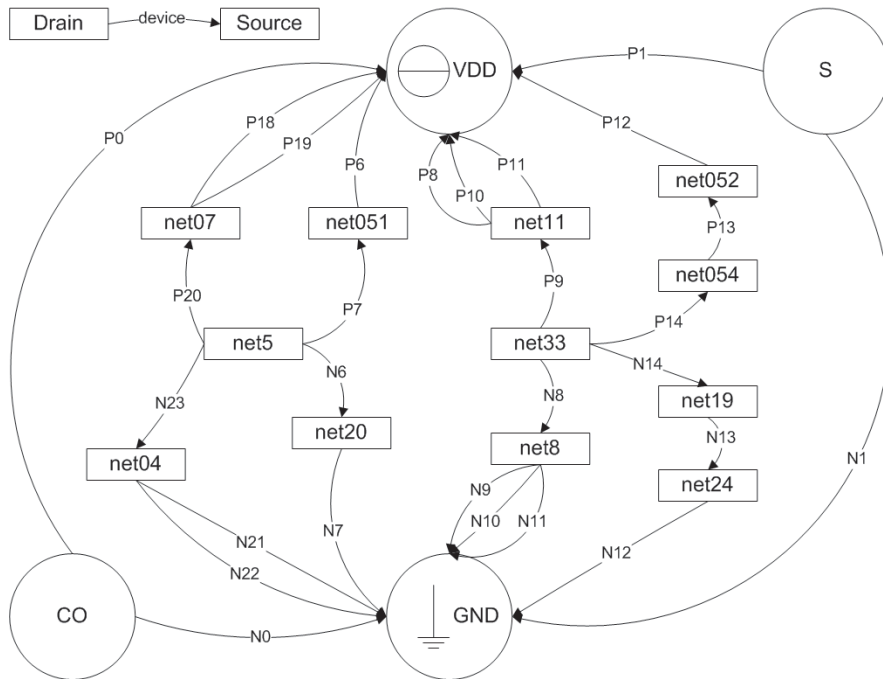 Drain device Source
VDD
S
P1
P18
P12
P0
P19
P6
P8
P11
P10
net052
net07
net051
net11
P13
net054
P9
P20
P7
P14
net5
net33
N14
N6
N8
N23
net19
net20
N13
net04
net8
net24
N1
N9
N7
N10
N11
N21
N12
N22
CO
GND
N0